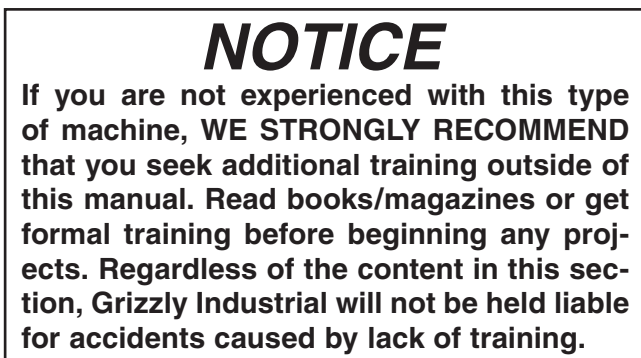 NOTICE
If you are not experienced with this type
of machine, WE STRONGLY RECOMMEND
that you seek additional training outside of
this manual. Read books/magazines or get
formal training before beginning any proj-
ects. Regardless of the content in this sec-
tion, Grizzly Industrial will not be held liable
for accidents caused by lack of training.